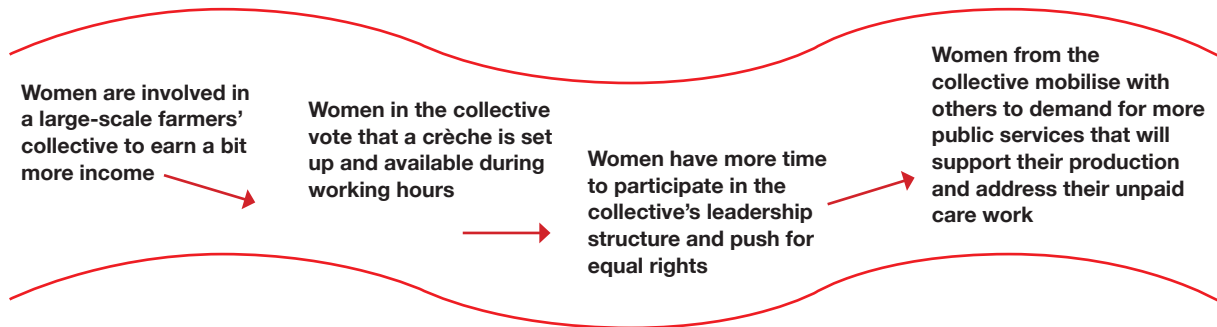 Women are involved in
a large-scale farmers’
collective to earn a bit
more income
Women in the collective
vote that a crèche is set
up and available during
working hours
Women have more time
to participate in the
collective’s leadership
structure and push for
equal rights
Women from the
collective mobilise with
others to demand for more
public services that will
support their production
and address their unpaid
care work